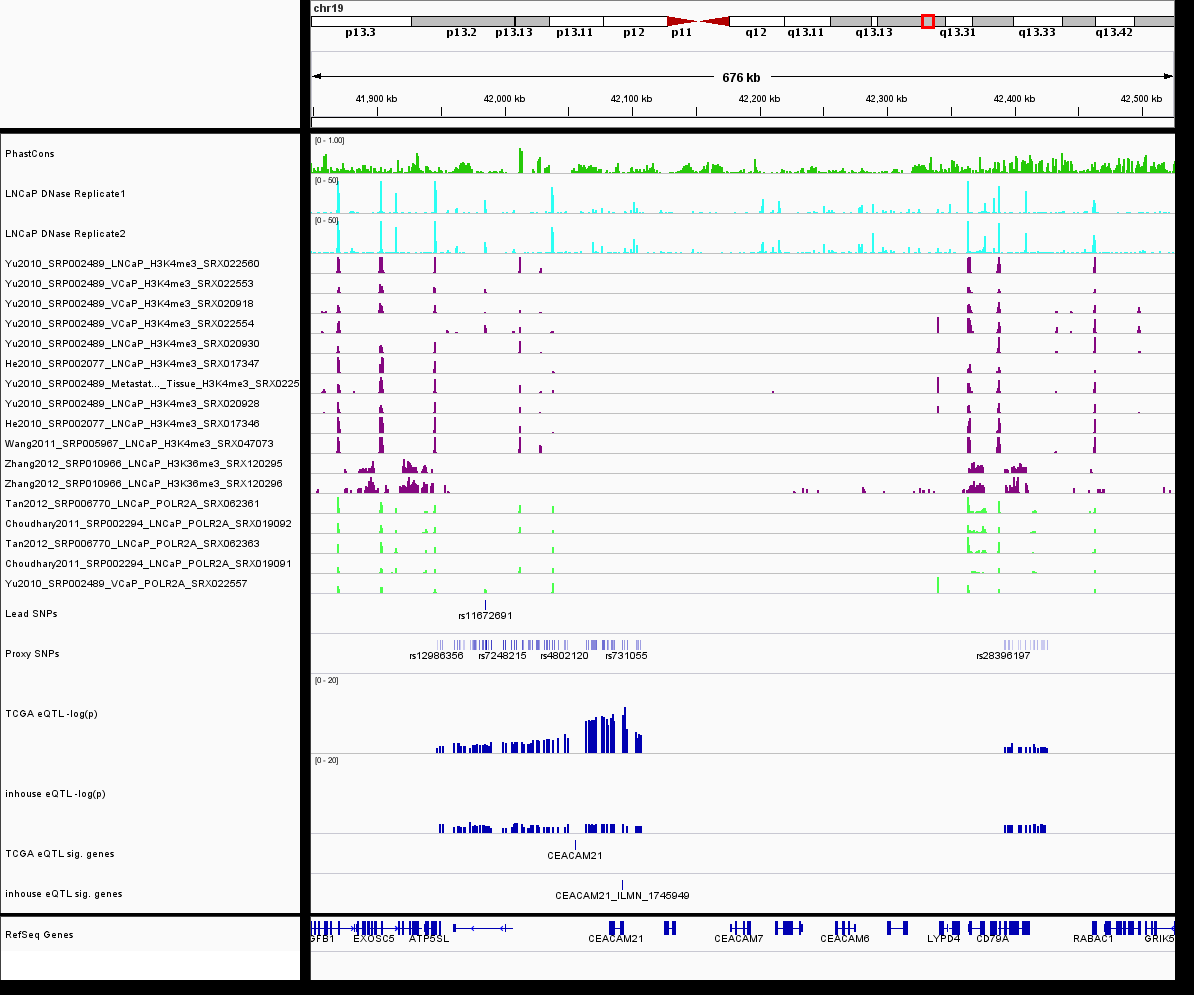 chr19
p13.3 p13.2 p13.13 p13.11 p12 p11 q12 q13.11 q13.13 q13.31 q13.33 q13.42
676 kb
41,900 kb 42,000 kb 42,100 kb 42,200 kb 42,300 kb 42,400 kb 42,500 kb
PhastCons [0 - 1.00]
LNCaP DNase Replicate1 [0 - 50]
LNCaP DNase Replicate2 [0 - 50]
Yu2010_SRP002489_LNCaP_H3K4me3_SRX022560
Yu2010_SRP002489_VCaP_H3K4me3_SRX022553
Yu2010_SRP002489_VCaP_H3K4me3_SRX020918
Yu2010_SRP002489_VCaP_H3K4me3_SRX022554
Yu2010_SRP002489_LNCaP_H3K4me3_SRX020930
He2010_SRP002077_LNCaP_H3K4me3_SRX017347
Yu2010_SRP002489_Metastat..._Tissue_H3K4me3_SRX0225
Yu2010_SRP002489_LNCaP_H3K4me3_SRX020928
He2010_SRP002077_LNCaP_H3K4me3_SRX017346
Wang2011_SRP005967_LNCaP_H3K4me3_SRX047073
Zhang2012_SRP010966_LNCaP_H3K36me3_SRX120295
Zhang2012_SRP010966_LNCaP_H3K36me3_SRX120296
Tan2012_SRP006770_LNCaP_POLR2A_SRX062361
Choudhary2011_SRP002294_LNCaP_POLR2A_SRX019092
Tan2012_SRP006770_LNCaP_POLR2A_SRX062363
Choudhary2011_SRP002294_LNCaP_POLR2A_SRX019091
Yu2010_SRP002489_VCaP_POLR2A_SRX022557
Lead SNPs rs11672691
Proxy SNPs rs12986356 rs7248215 rs4802120 rs731055 rs28396197
[0 - 20]
TCGA eQTL -log(p)
[0 - 20]
inhouse eQTL -log(p)
TCGA eQTL sig. genes CEACAM21
inhouse eQTL sig. genes CEACAM21_ILMN_1745949
RefSeq Genes GFB1 EXOSC5 ATP5SL CEACAM21 CEACAM7 CEACAM6 LYPD4 CD79A RABAC1 GRIK5